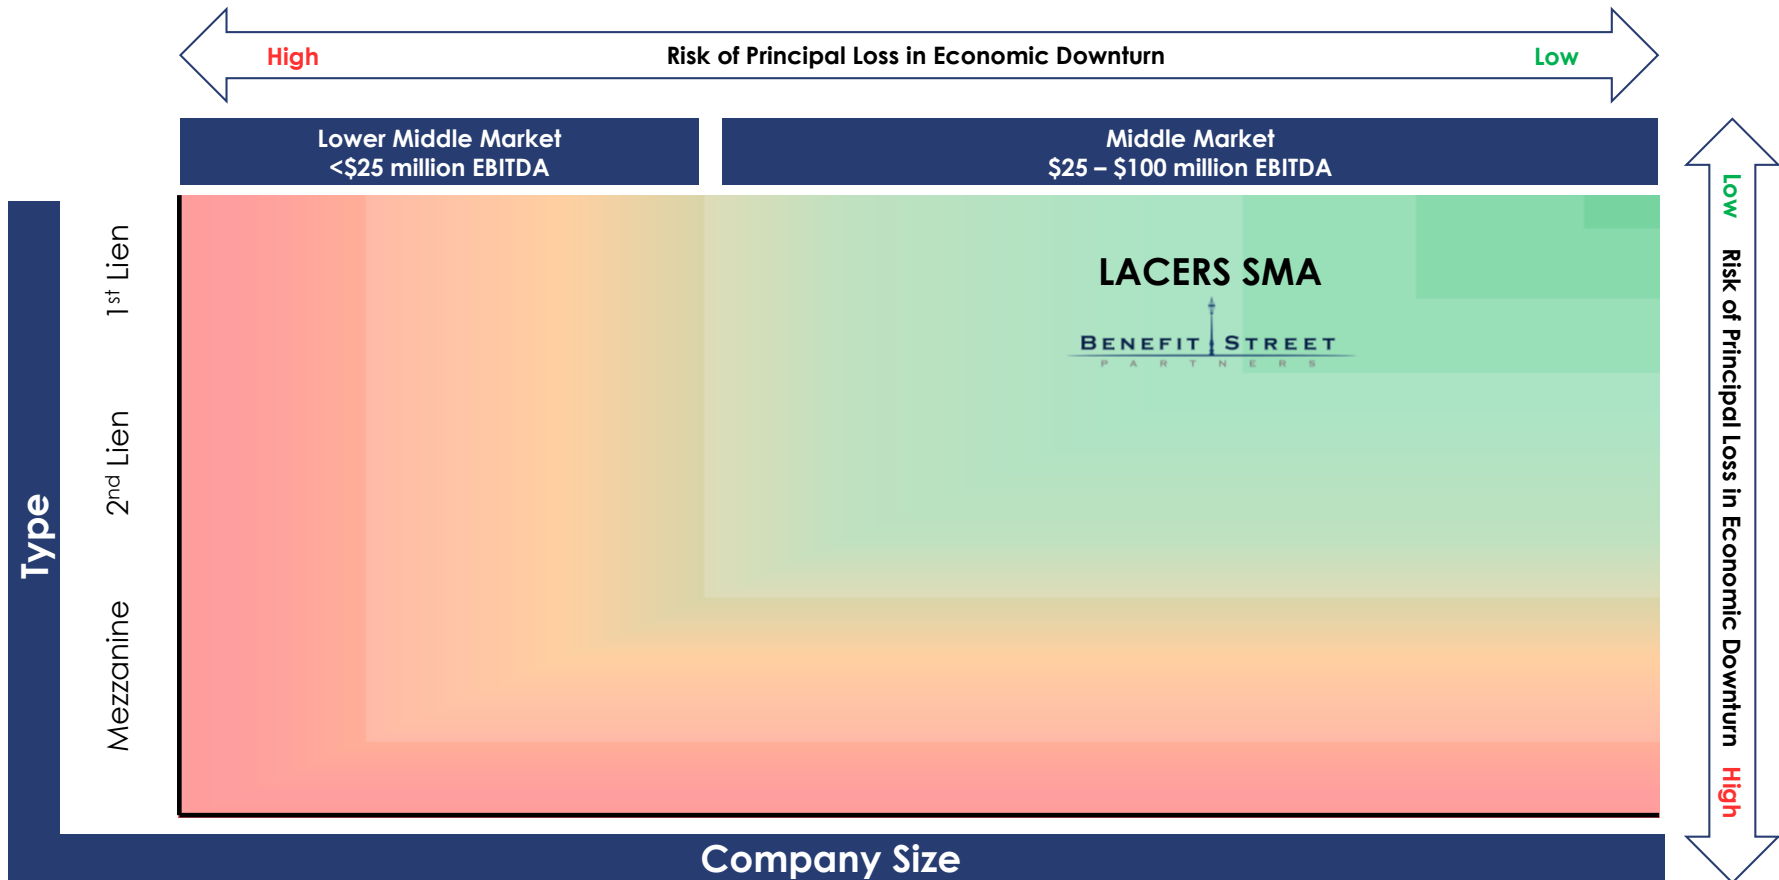 High Risk of Principal Loss in Economic Downturn Low
Lower Middle Market
<$25 million EBITDA
Middle Market
$25 – $100 million EBITDA
Low Risk of Principal Loss in Economic Downturn High
Type
1st Lien
2nd Lien
Mezzanine
LACERS SMA
BENEFIT STREET
PARTNERS
Company Size